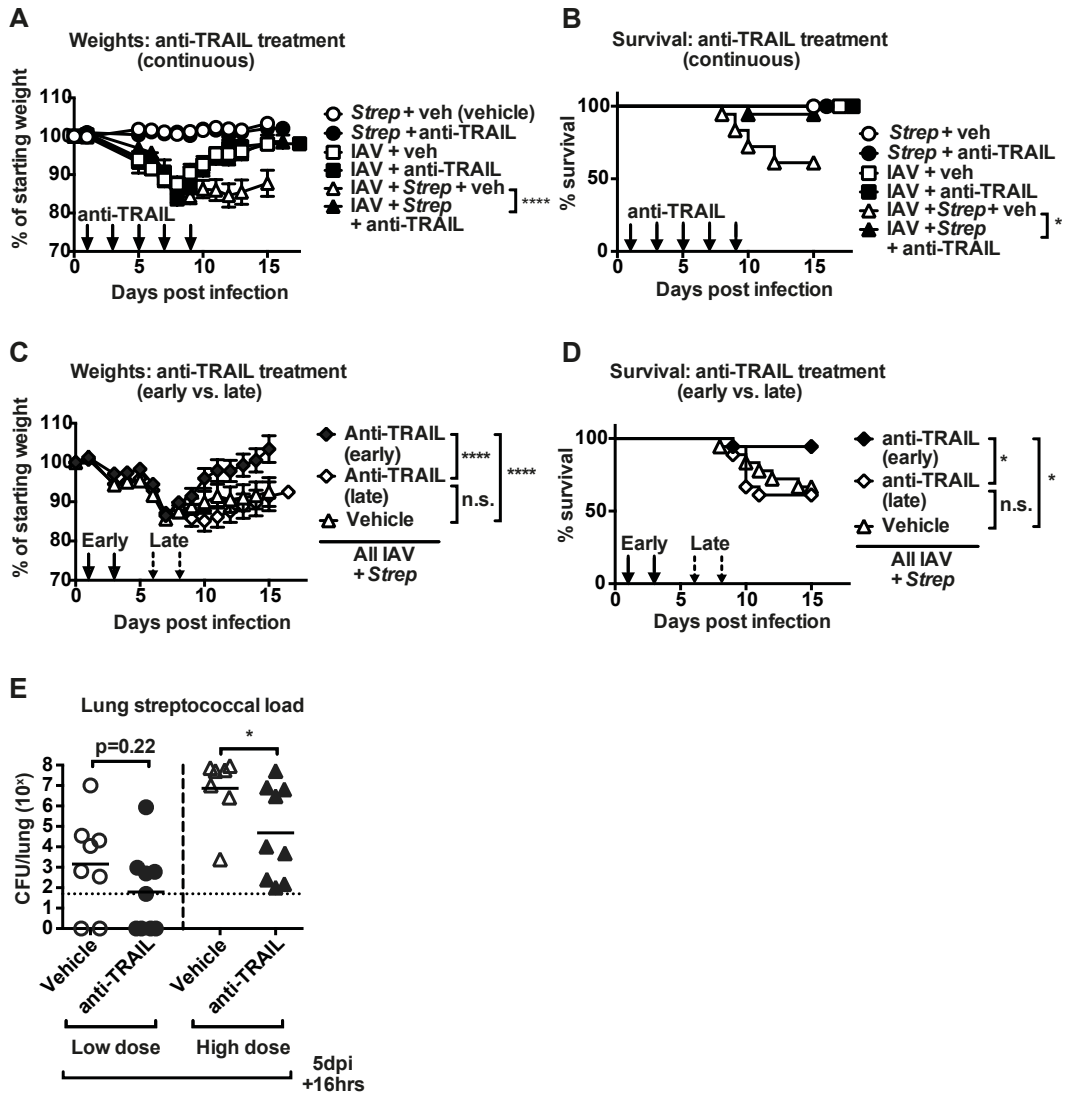 A
Weights: anti-TRAIL treatment
(continuous)
% of starting weight
110
100
90
80
70
anti-TRAIL
0
5
10
15
Days post infection
Strep + veh (vehicle)
Strep + anti-TRAIL
IAV + veh
IAV + anti-TRAIL
IAV + Strep + veh
IAV + Strep
+ anti-TRAIL
****
B
Survival: anti-TRAIL treatment
(continuous)
% survival
100
50
0
anti-TRAIL
0
5
10
15
Days post infection
Strep + veh
Strep + anti-TRAIL
IAV + veh
IAV + anti-TRAIL
IAV + Strep + veh
IAV + Strep
+ anti-TRAIL
*
C
Weights: anti-TRAIL treatment
(early vs. late)
% of starting weight
110
100
90
80
70
Early
Late
0
5
10
15
Days post infection
Anti-TRAIL
(early)
Anti-TRAIL
(late)
Vehicle
****
n.s.
****
All IAV
+ Strep
D
Survival: anti-TRAIL treatment
(early vs. late)
% survival
100
50
0
Early
Late
0
5
10
15
Days post infection
anti-TRAIL
(early)
anti-TRAIL
(late)
Vehicle
*
n.s.
*
All IAV
+ Strep
E
Lung streptococcal load
CFU/lung (10ˣ)
8
7
6
5
4
3
2
1
0
p=0.22
*
Vehicle
anti-TRAIL
Vehicle
anti-TRAIL
Low dose
High dose
5dpi
+16hrs